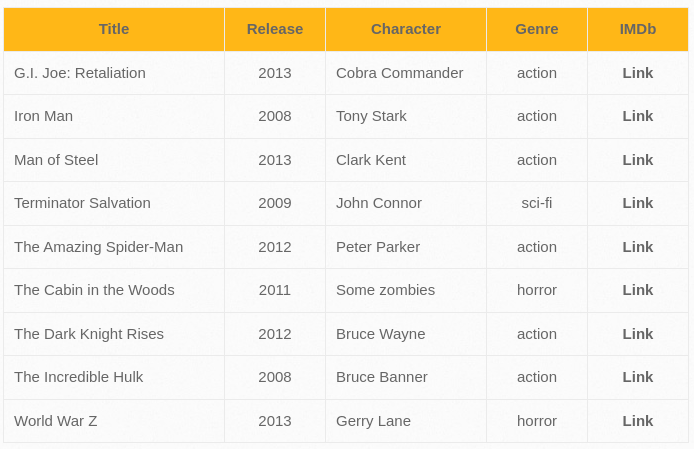 Title Release Character Genre IMDb
G.I. Joe: Retaliation 2013 Cobra Commander action Link
Iron Man 2008 Tony Stark action Link
Man of Steel 2013 Clark Kent action Link
Terminator Salvation 2009 John Connor sci-fi Link
The Amazing Spider-Man 2012 Peter Parker action Link
The Cabin in the Woods 2011 Some zombies horror Link
The Dark Knight Rises 2012 Bruce Wayne action Link
The Incredible Hulk 2008 Bruce Banner action Link
World War Z 2013 Gerry Lane horror Link